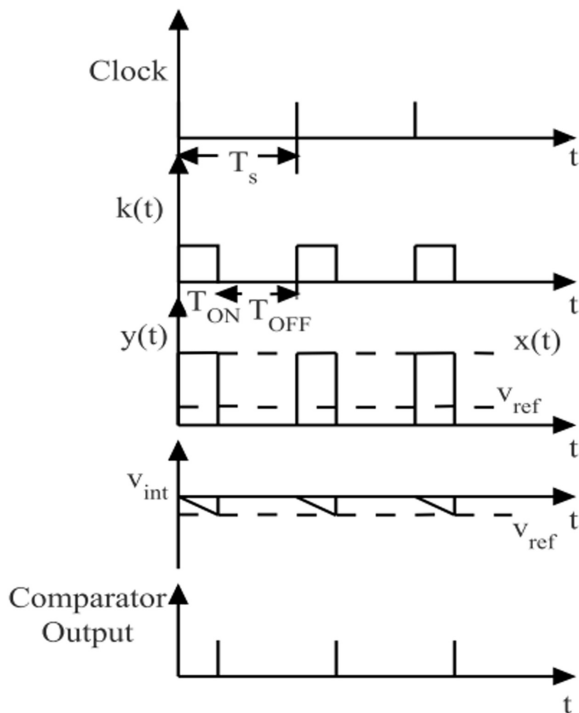 Clock
t
T_s
k(t)
T_ON T_OFF
t
y(t) x(t)
v_ref
t
v_int
t
v_ref
Comparator
Output
t